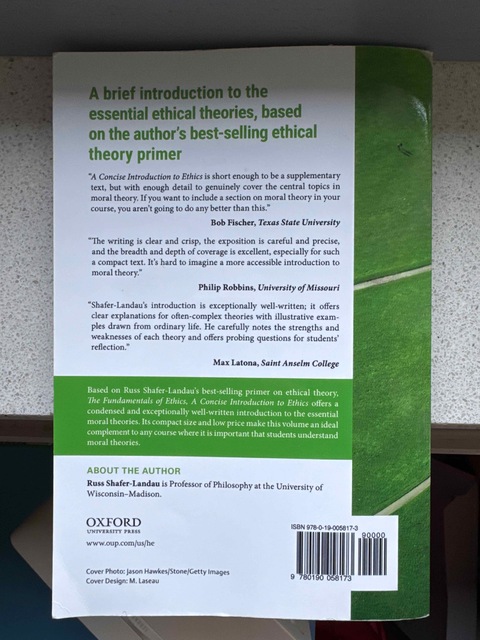 A brief introduction to the
essential ethical theories, based
on the author's best-selling ethical
theory primer
"A Concise Introduction to Ethics is short enough to be a supplementary
text, but with enough detail to genuinely cover the central topics in
moral theory. If you want to include a section on moral theory in your
course, you aren't going to do any better than this."
Bob Fischer, Texas State University
"The writing is clear and crisp, the exposition is careful and precise,
and the breadth and depth of coverage is excellent, especially for such
a compact text. It's hard to imagine a more accessible introduction to
moral theory."
Philip Robbins, University of Missouri
"Shafer-Landau's introduction is exceptionally well-written; it offers
clear explanations for often-complex theories with illustrative exam-
ples drawn from ordinary life. He carefully notes the strengths and
weaknesses of each theory and offers probing questions for students'
reflection."
Max Latona, Saint Anselm College
Based on Russ Shafer-Landau's best-selling primer on ethical theory,
The Fundamentals of Ethics, A Concise Introduction to Ethics offers a
condensed and exceptionally well-written introduction to the essential
moral theories. Its compact size and low price make this volume an ideal
complement to any course where it is important that students understand
moral theories.
ABOUT THE AUTHOR
Russ Shafer-Landau is Professor of Philosophy at the University of
Wisconsin–Madison.
OXFORD
UNIVERSITY PRESS
www.oup.com/us/he
Cover Photo: Jason Hawkes/Stone/Getty Images
Cover Design: M. Laseau
ISBN 978-0-19-005817-3
90000
9 780190 058173